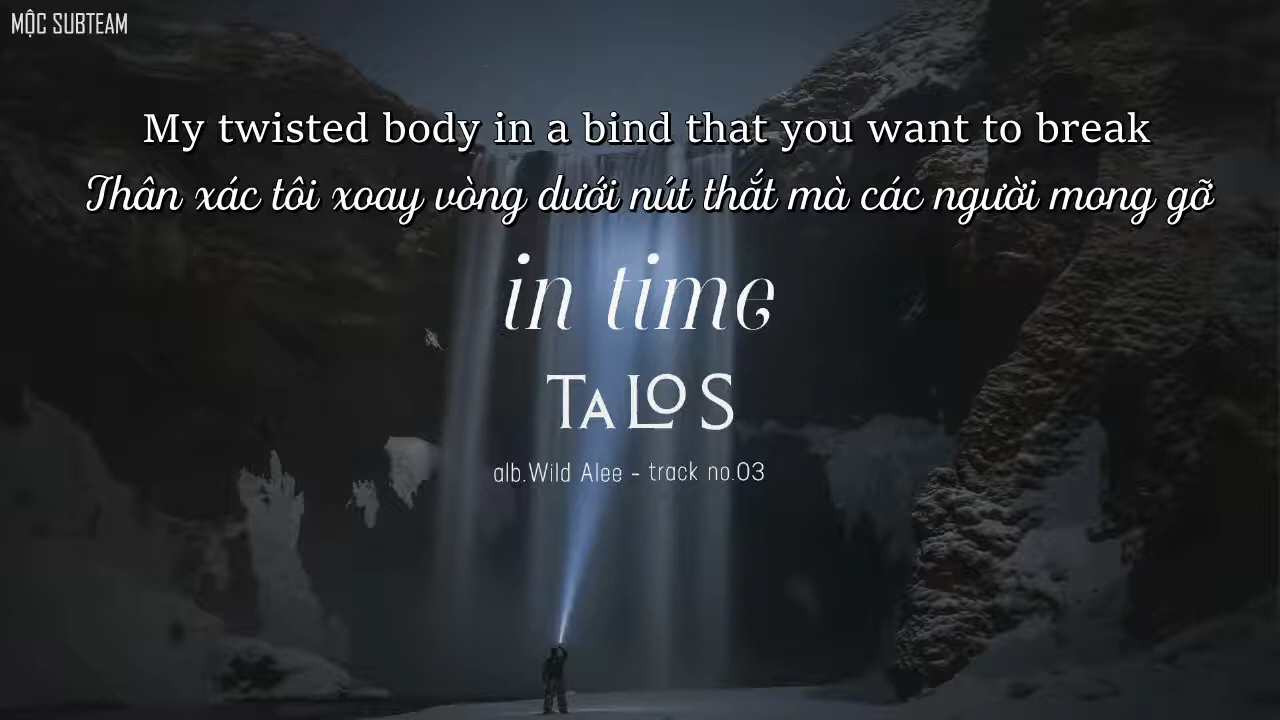 MỘC SUBTEAM
My twisted body in a bind that you want to break
Thân xác tôi xoay vòng dưới nút thắt mà các người mong gỡ
in time
TALOS
alb.Wild Alee - track no.03